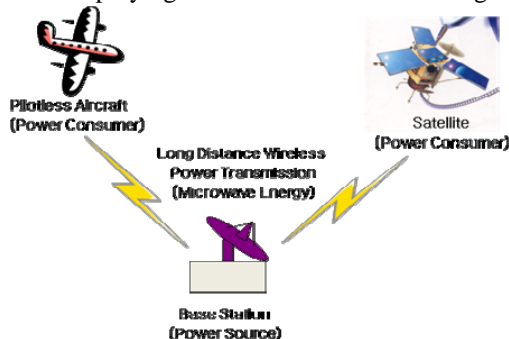 Pilotless Aircraft
(Power Consumer)
Satellite
(Power Consumer)
Long Distance Wireless
Power Transmission
(Microwave Energy)
Base Station
(Power Source)